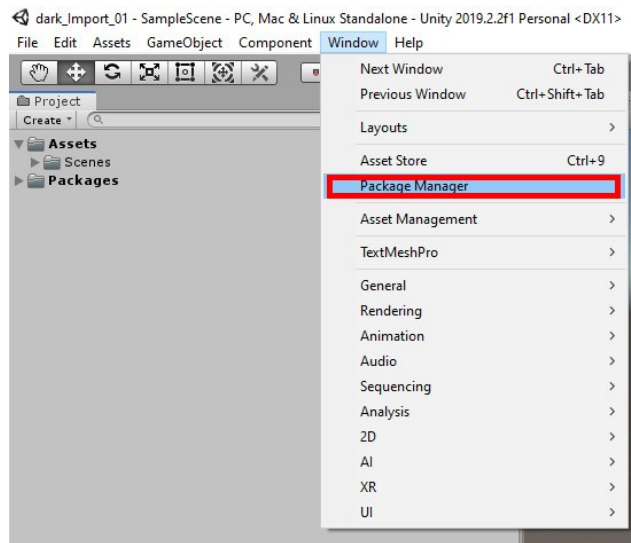 dark_Import_01 - SampleScene - PC, Mac & Linux Standalone - Unity 2019.2.2f1 Personal <DX11>
File Edit Assets GameObject Component Window Help
Project
Create
Assets
Scenes
Packages
Next Window Ctrl+Tab
Previous Window Ctrl+Shift+Tab
Layouts
Asset Store Ctrl+9
Package Manager
Asset Management
TextMeshPro
General
Rendering
Animation
Audio
Sequencing
Analysis
2D
AI
XR
UI